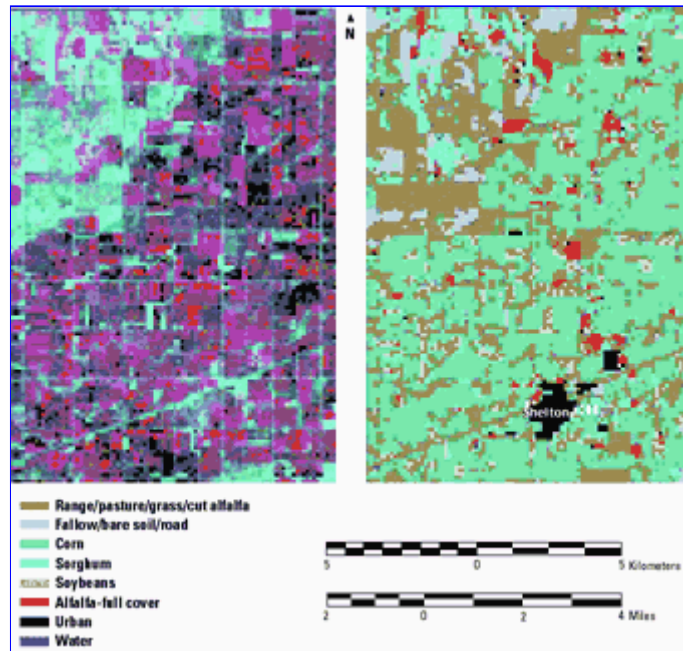 N
Shelton
Range/pasture/grass/cut alfalfa
Fallow/bare soil/road
Corn
Sorghum
Soybeans
Alfalfa-full cover
Urban
Water
5 0 5 Kilometers
2 0 2 4 Miles